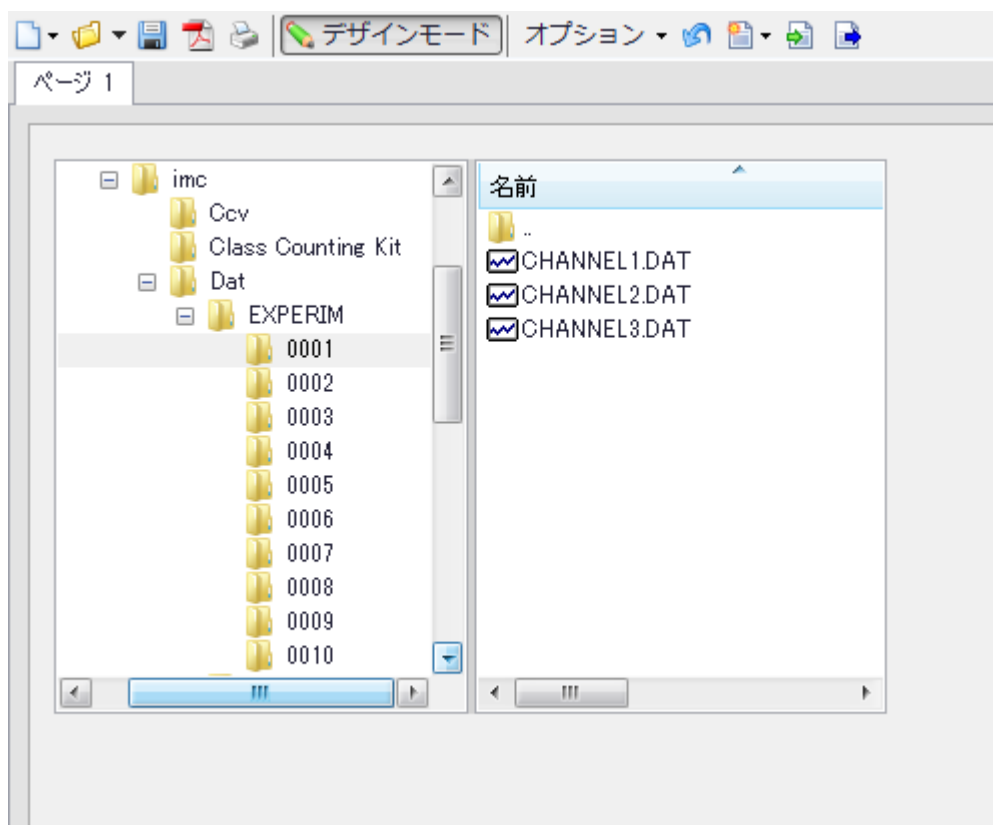 デザインモード オプション
ページ 1
imc
Ccv
Class Counting Kit
Dat
EXPERIM
0001
0002
0003
0004
0005
0006
0007
0008
0009
0010
名前
..
CHANNEL1.DAT
CHANNEL2.DAT
CHANNEL3.DAT